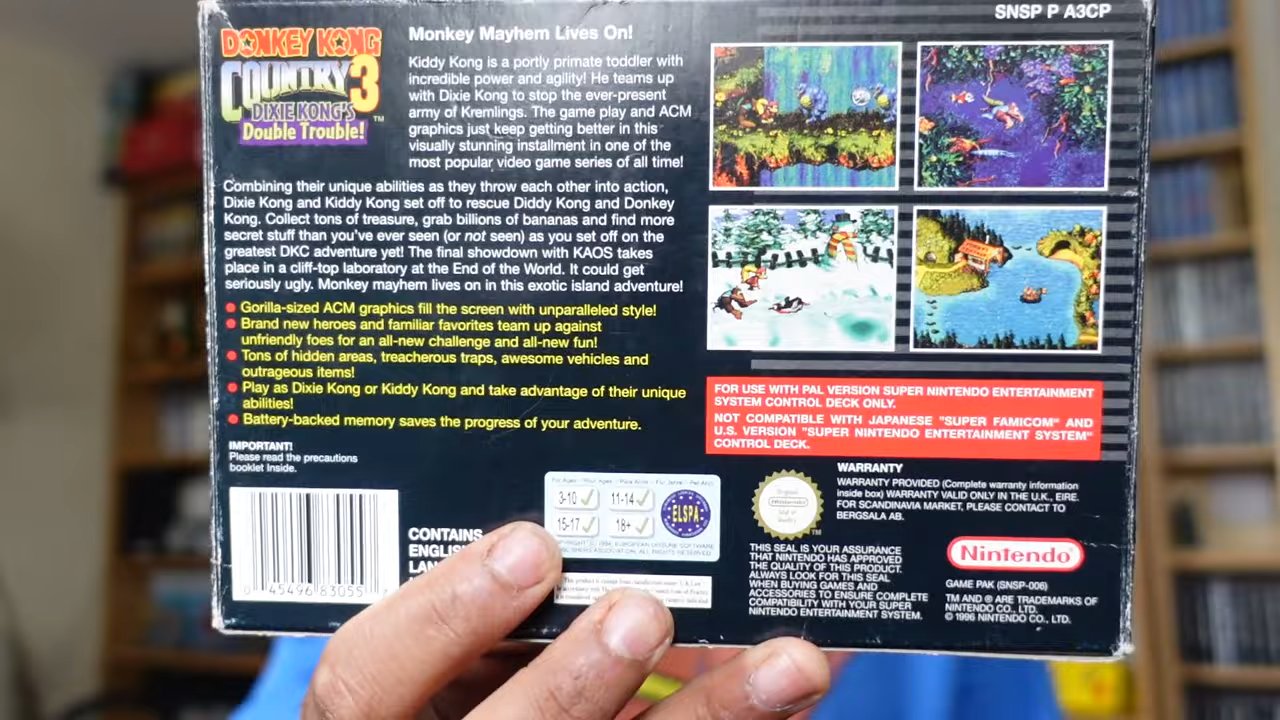 SNSP P A3CP
DONKEY KONG
COUNTRY 3
DIXIE KONG'S
Double Trouble!
TM
Monkey Mayhem Lives On!
Kiddy Kong is a portly primate toddler with
incredible power and agility! He teams up
with Dixie Kong to stop the ever-present
army of Kremlings. The game play and ACM
graphics just keep getting better in this
visually stunning installment in one of the
most popular video game series of all time!
Combining their unique abilities as they throw each other into action,
Dixie Kong and Kiddy Kong set off to rescue Diddy Kong and Donkey
Kong. Collect tons of treasure, grab billions of bananas and find more
secret stuff than you've ever seen (or not seen) as you set off on the
greatest DKC adventure yet! The final showdown with KAOS takes
place in a cliff-top laboratory at the End of the World. It could get
seriously ugly. Monkey mayhem lives on in this exotic island adventure!
Gorilla-sized ACM graphics fill the screen with unparalleled style!
Brand new heroes and familiar favorites team up against
unfriendly foes for an all-new challenge and all-new fun!
Tons of hidden areas, treacherous traps, awesome vehicles and
outrageous items!
Play as Dixie Kong or Kiddy Kong and take advantage of their unique
abilities!
Battery-backed memory saves the progress of your adventure.
IMPORTANT!
Please read the precautions
booklet Inside.
0 45496 83055 7
CONTAINS
ENGLIS
LAN
3-10 11-14
15-17 18+
ELSPA
FOR USE WITH PAL VERSION SUPER NINTENDO ENTERTAINMENT
SYSTEM CONTROL DECK ONLY.
NOT COMPATIBLE WITH JAPANESE "SUPER FAMICOM" AND
U.S. VERSION "SUPER NINTENDO ENTERTAINMENT SYSTEM"
CONTROL DECK.
Original
Nintendo
Seal of
Quality
TM
THIS SEAL IS YOUR ASSURANCE
THAT NINTENDO HAS APPROVED
THE QUALITY OF THIS PRODUCT.
ALWAYS LOOK FOR THIS SEAL
WHEN BUYING GAMES AND
ACCESSORIES TO ENSURE COMPLETE
COMPATIBILITY WITH YOUR SUPER
NINTENDO ENTERTAINMENT SYSTEM.
WARRANTY
WARRANTY PROVIDED (Complete warranty information
inside box) WARRANTY VALID ONLY IN THE U.K., EIRE.
FOR SCANDINAVIA MARKET, PLEASE CONTACT TO
BERGSALA AB.
Nintendo®
GAME PAK (SNSP-006)
TM AND ® ARE TRADEMARKS OF
NINTENDO CO., LTD.
© 1996 NINTENDO CO., LTD.